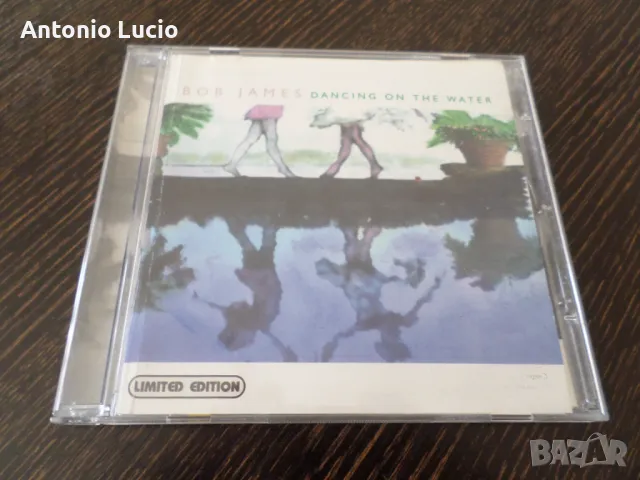 Antonio Lucio
BOB JAMES DANCING ON THE WATER
LIMITED EDITION
BAZAR